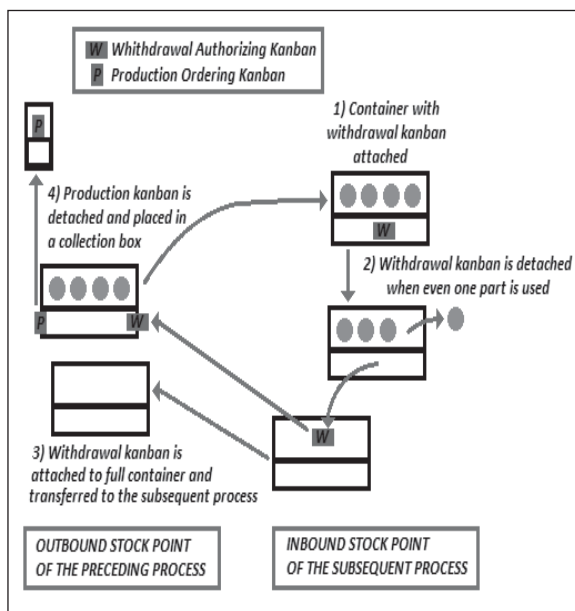 W Whithdrawal Authorizing Kanban
P Production Ordering Kanban
P
1) Container with
withdrawal kanban
attached
4) Production kanban is
detached and placed in
a collection box
W
2) Withdrawal kanban is detached
when even one part is used
P
W
W
3) Withdrawal kanban is
attached to full container and
transferred to the subsequent process
OUTBOUND STOCK POINT
OF THE PRECEDING PROCESS
INBOUND STOCK POINT
OF THE SUBSEQUENT PROCESS